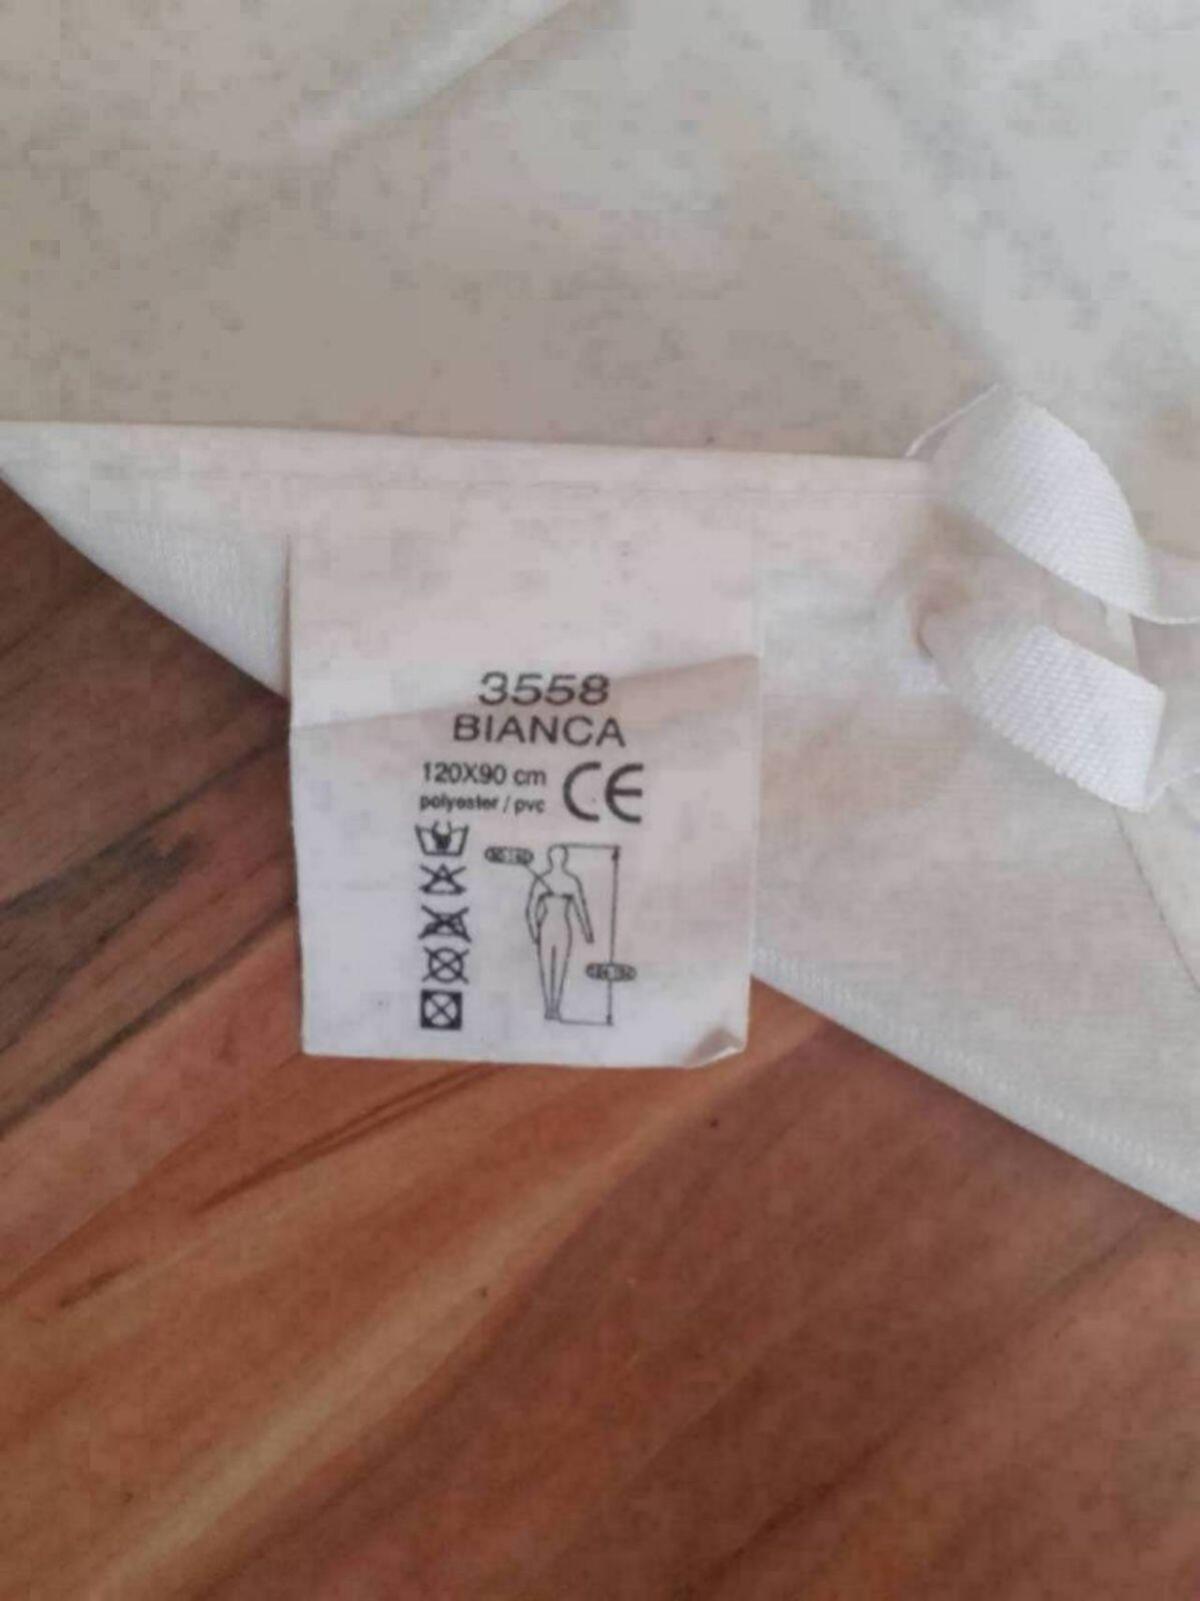 3558
BIANCA
120X90 cm
polyester / pvc
CE